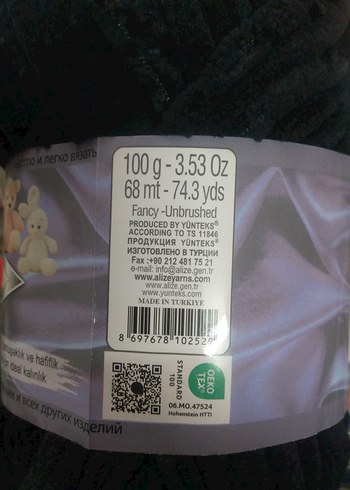 и легко вязать
100 g - 3.53 Oz
68 mt - 74.3 yds
Fancy -Unbrushed
PRODUCED BY YÜNTEKS®
ACCORDING TO TS 11846
ПРОДУКЦИЯ YÜNTEKS®
ИЗГОТОВЛЕНО В ТУРЦИИ
Fax :+90 212 481 75 21
e-mail: info@alize.gen.tr
www.alizeyarns.com
www.alize.gen.tr
www.yunteks.com
MADE IN TURKIYE
8 697678 10252
STANDARD
100
OEKO
TEX®
06.MO.47524
Hohenstein HTTI
ve hafiflik
ideal kalınlık
и всех других изделий